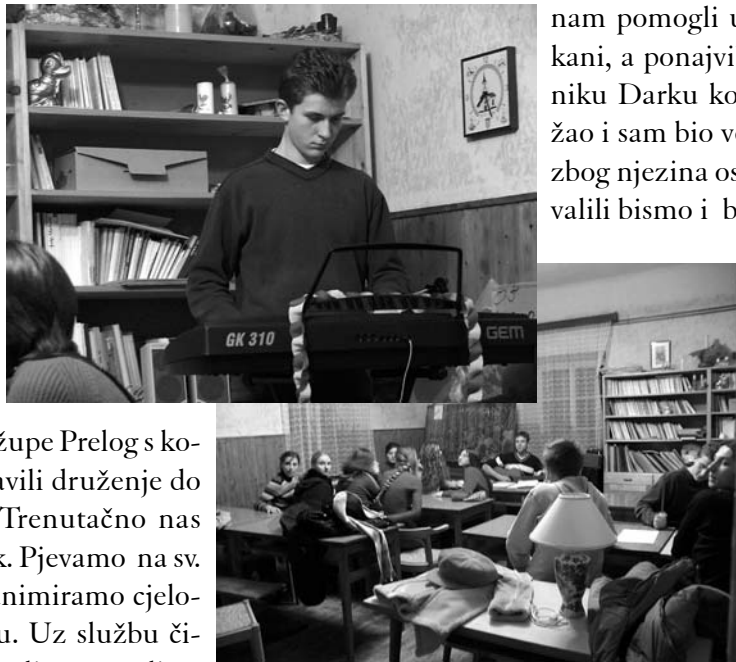 nam pomogli u
kani, a ponajvi
niku Darku ko
žao i sam bio v
zbog njezina os
valili bismo i b
GK 310
GEM
župe Prelog s ko-
avili druženje do
Trenutačno nas
k. Pjevamo na sv.
nimiramo cjelo-
u. Uz službu či-